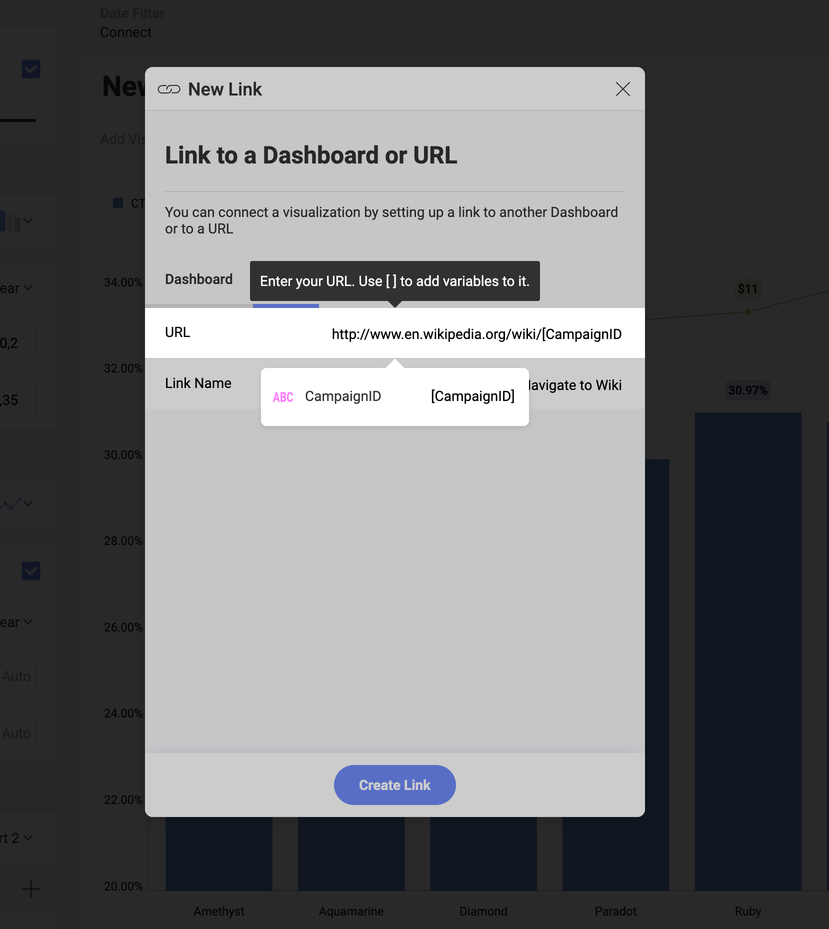 Date Filter
Connect
New
Add Vis
CT
New Link
Link to a Dashboard or URL
You can connect a visualization by setting up a link to another Dashboard
or to a URL
Dashboard
Enter your URL. Use [ ] to add variables to it.
URL
http://www.en.wikipedia.org/wiki/[CampaignID
Link Name
Navigate to Wiki
ABC CampaignID [CampaignID]
Create Link
ear
0,2
,35
ear
Auto
Auto
rt 2
34.00%
32.00%
30.00%
28.00%
26.00%
24.00%
22.00%
20.00%
$11
30.97%
Amethyst
Aquamarine
Diamond
Paradot
Ruby